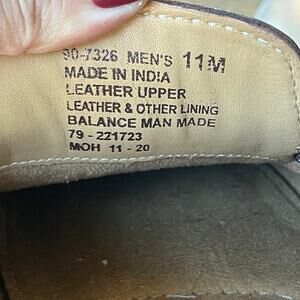 90-7326 MEN'S 11M
MADE IN INDIA
LEATHER UPPER
LEATHER & OTHER LINING
BALANCE MAN MADE
79 - 221723
MOH 11 - 20